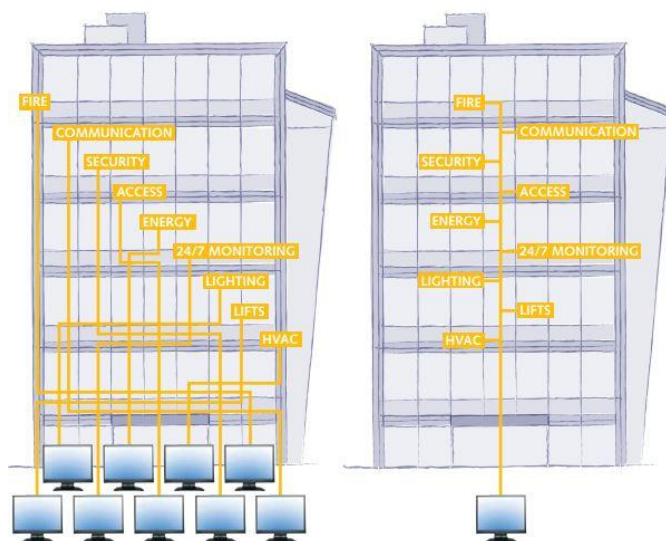 FIRE
COMMUNICATION
SECURITY
ACCESS
ENERGY
24/7 MONITORING
LIGHTING
LIFTS
HVAC
FIRE
COMMUNICATION
SECURITY
ACCESS
ENERGY
24/7 MONITORING
LIGHTING
LIFTS
HVAC